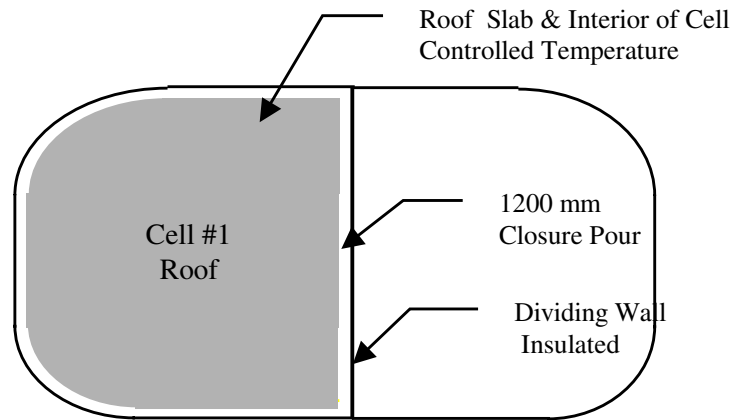 Roof Slab & Interior of Cell
Controlled Temperature
Cell #1
Roof
1200 mm
Closure Pour
Dividing Wall
Insulated